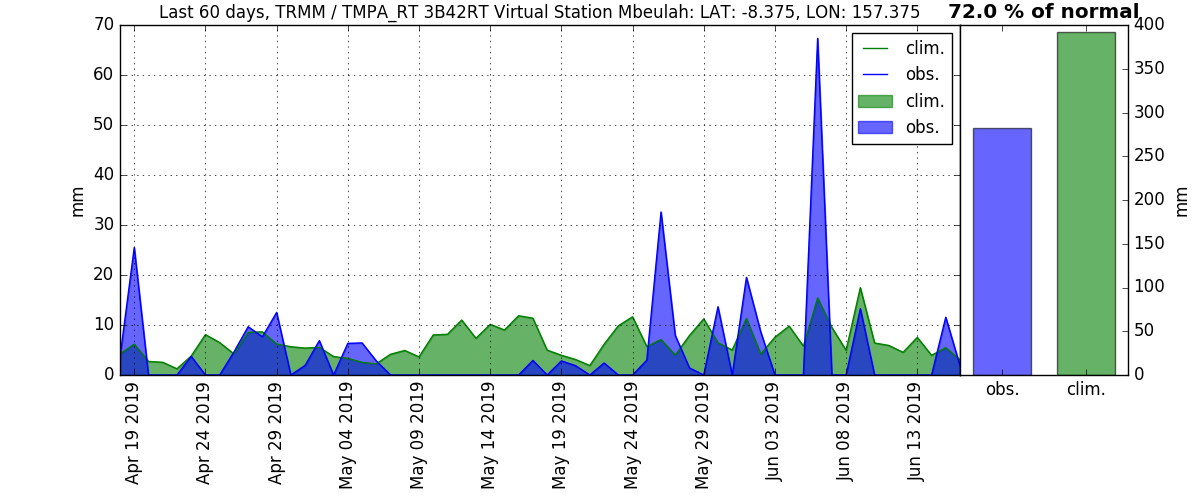 Last 60 days, TRMM / TMPA_RT 3B42RT Virtual Station Mbeulah: LAT: -8.375, LON: 157.375
72.0 % of normal
70
60
50
40
30
20
10
0
mm
clim.
obs.
clim.
obs.
400
350
300
250
200
150
100
50
0
mm
obs.
clim.
Apr 19 2019
Apr 24 2019
Apr 29 2019
May 04 2019
May 09 2019
May 14 2019
May 19 2019
May 24 2019
May 29 2019
Jun 03 2019
Jun 08 2019
Jun 13 2019